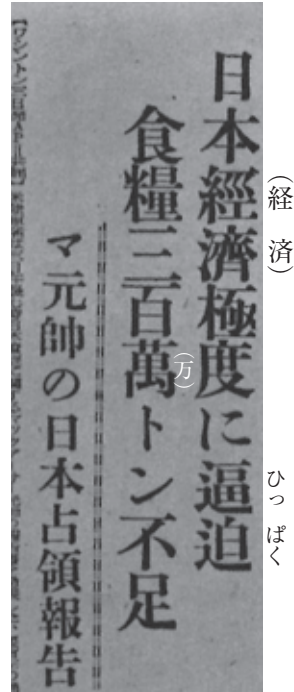 (経済)
日本經濟極度に逼迫
ひっぱく
食糧三百萬トン不足
(万)
マ元帥の日本占領報告